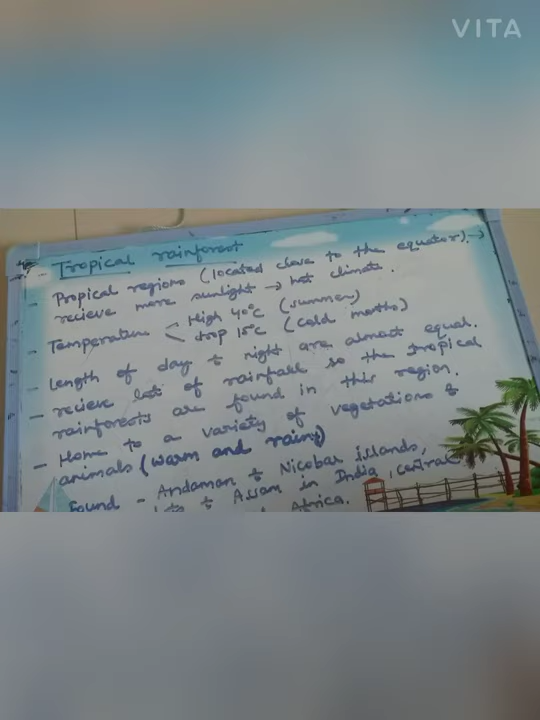 VITA
- Tropical rainforest
- Propical regions (located close to the equator) →
recieve more sunlight → hot climate.
- Temperature < High 40°c (summer)
drop 15°c (cold moths)
- Length of day & night are almost equal.
- recieve lot of rainfall so the tropical
rainforests are found in this region.
- Home to a variety of vegetations &
animals (warm and rainy)
Found - Andaman & Nicobar islands,
& Assam in India, central
Africa.